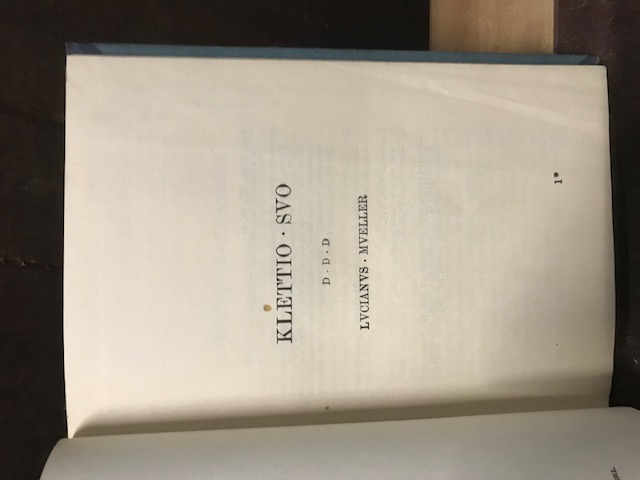 KLETTIO · SVO
D · D · D
LVCIANVS · MVELLER
1*